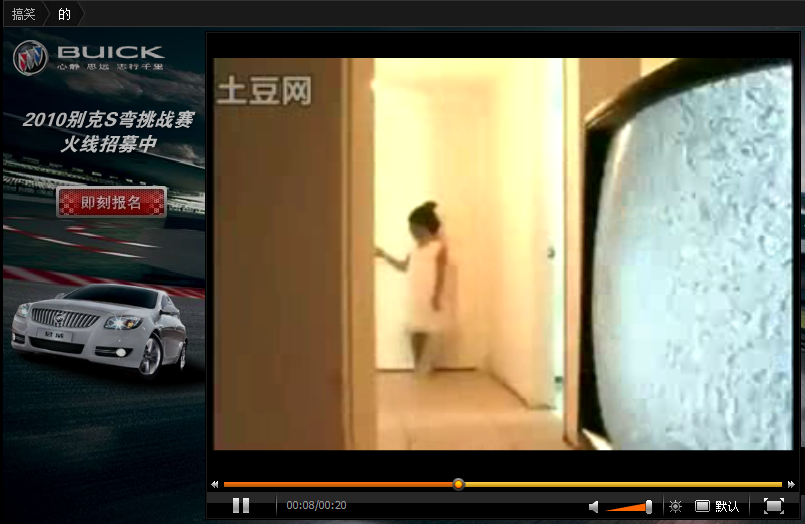 搞笑 的
BUICK
心静 思远 志行千里
2010别克S弯挑战赛
火线招募中
即刻报名
土豆网
00:08/00:20
默认